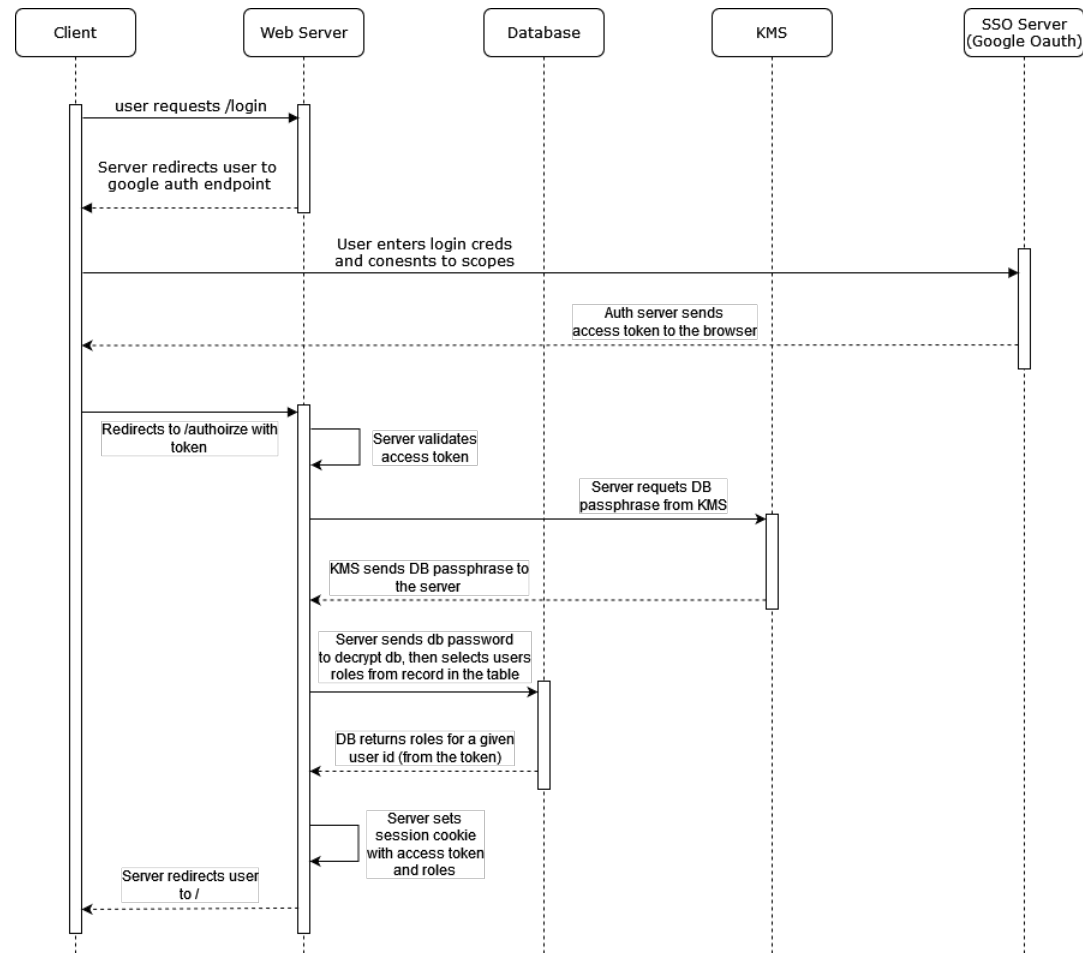 Client
Web Server
Database
KMS
SSO Server
(Google Oauth)
user requests /login
Server redirects user to
google auth endpoint
User enters login creds
and conesnts to scopes
Auth server sends
access token to the browser
Redirects to /authoirze with
token
Server validates
access token
Server requets DB
passphrase from KMS
KMS sends DB passphrase to
the server
Server sends db password
to decrypt db, then selects users
roles from record in the table
DB returns roles for a given
user id (from the token)
Server sets
session cookie
with access token
and roles
Server redirects user
to /